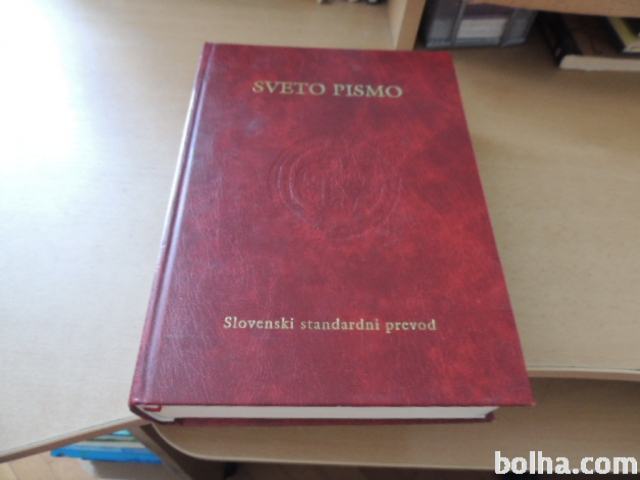 SVETO PISMO
Slovenski standardni prevod
bolha.com